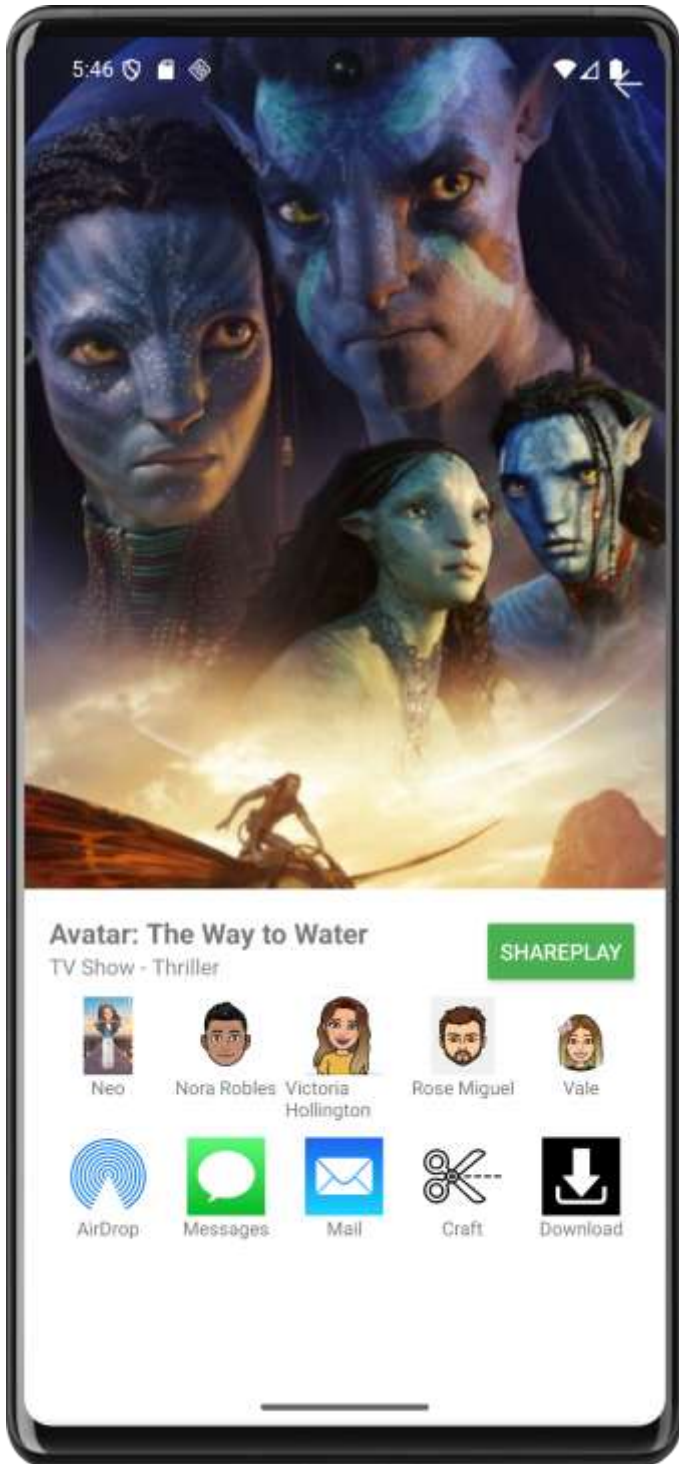 5:46
Avatar: The Way to Water
TV Show - Thriller
SHAREPLAY
Neo
Nora Robles
Victoria
Hollington
Rose Miguel
Vale
AirDrop
Messages
Mail
Craft
Download